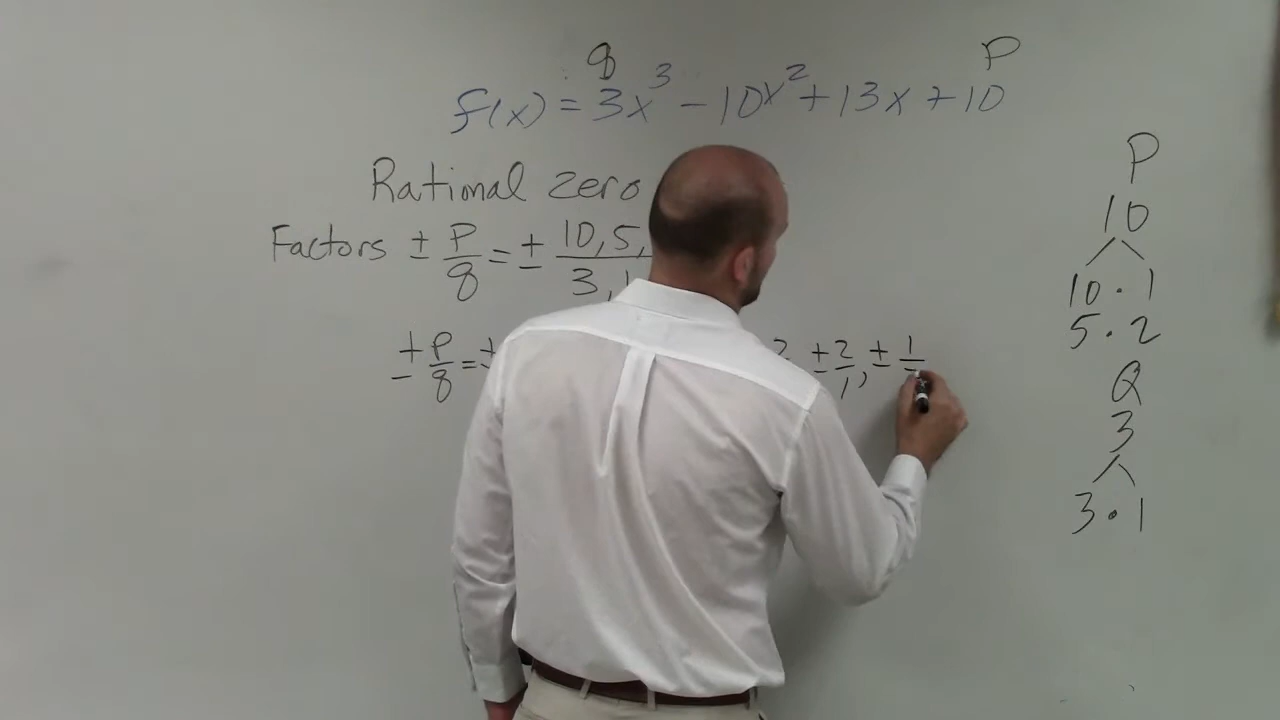 q P
f(x) = 3x³ - 10x² + 13x + 10
Rational zero
Factors ± P/q = ± 10, 5, / 3, 1
± P/q = ± 2 ± 2/1, ± 1/
P
10
10 · 1
5 · 2
Q
3
3 · 1